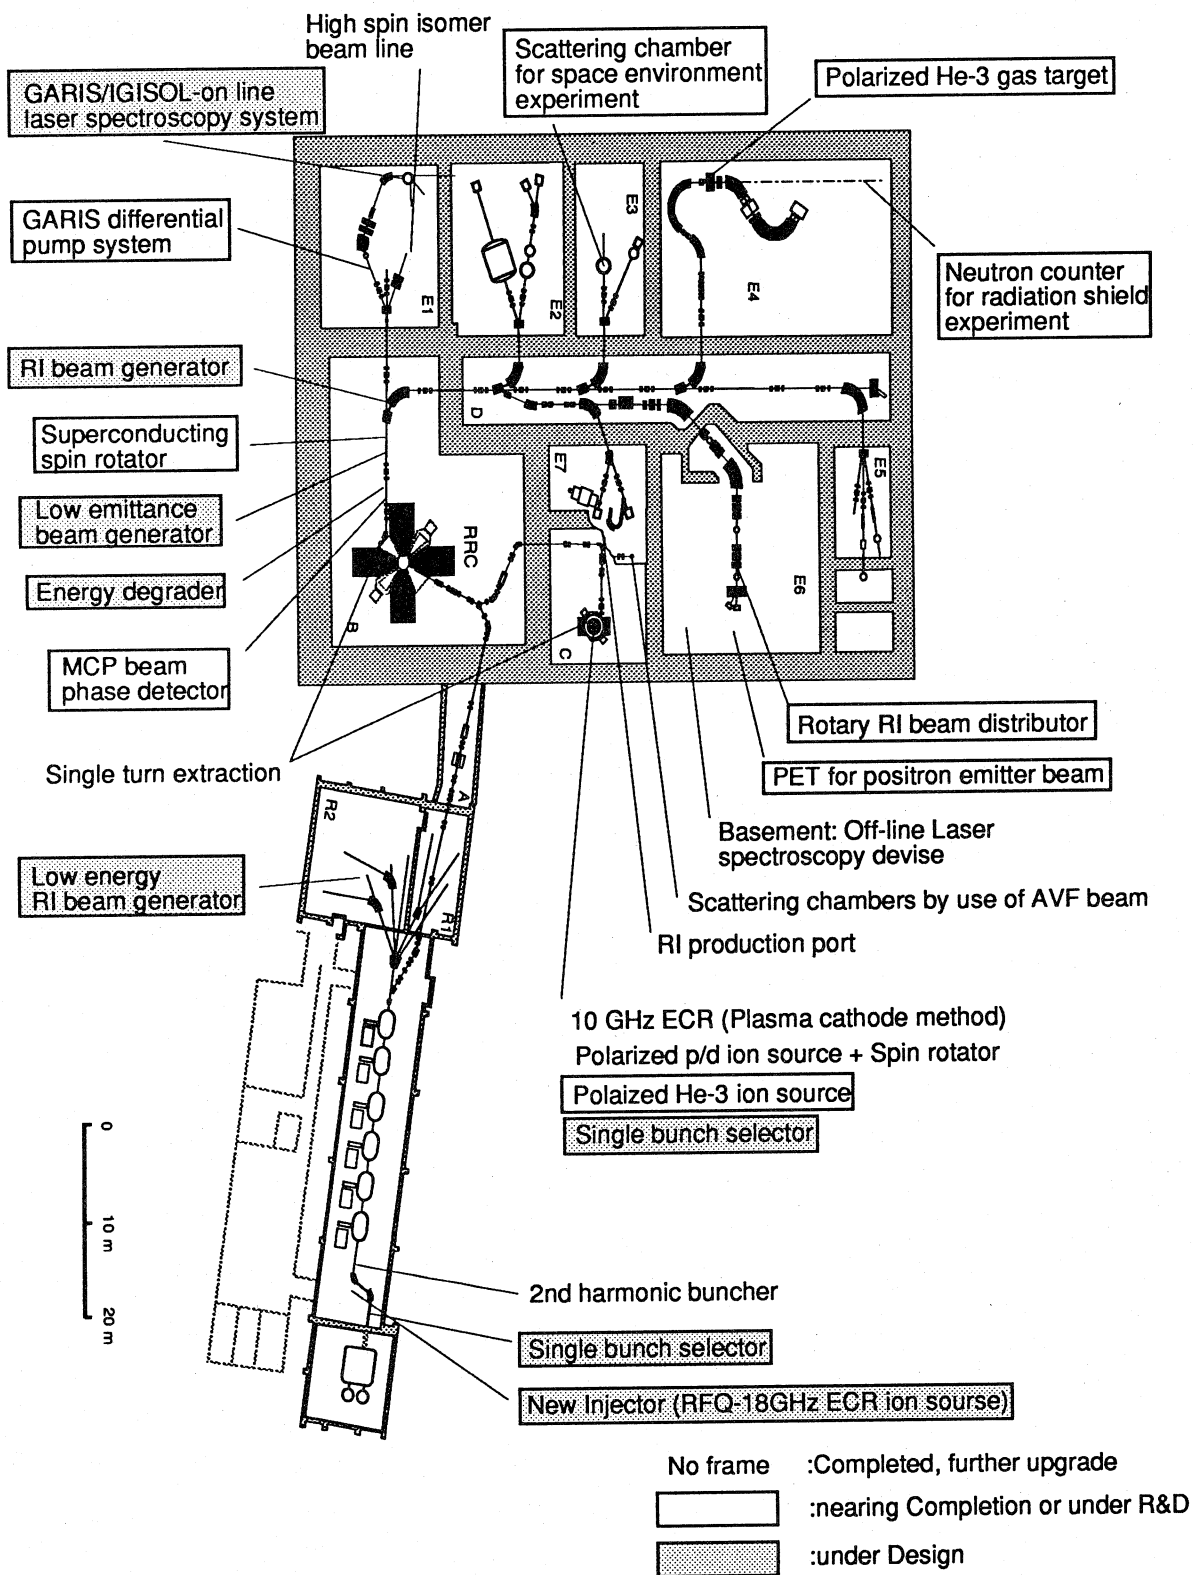 High spin isomer
beam line
Scattering chamber
for space environment
experiment
Polarized He-3 gas target
GARIS/IGISOL-on line
laser spectroscopy system
GARIS differential
pump system
Neutron counter
for radiation shield
experiment
E1
E2
E3
E4
RI beam generator
D
Superconducting
spin rotator
E7
E5
Low emittance
beam generator
RRC
E6
Energy degrader
B
C
MCP beam
phase detector
Rotary RI beam distributor
Single turn extraction
PET for positron emitter beam
A
R2
Basement: Off-line Laser
spectroscopy devise
Low energy
RI beam generator
Scattering chambers by use of AVF beam
R1
RI production port
10 GHz ECR (Plasma cathode method)
Polarized p/d ion source + Spin rotator
Polaized He-3 ion source
Single bunch selector
0
10 m
20 m
2nd harmonic buncher
Single bunch selector
New Injector (RFQ-18GHz ECR ion sourse)
No frame :Completed, further upgrade
:nearing Completion or under R&D
:under Design